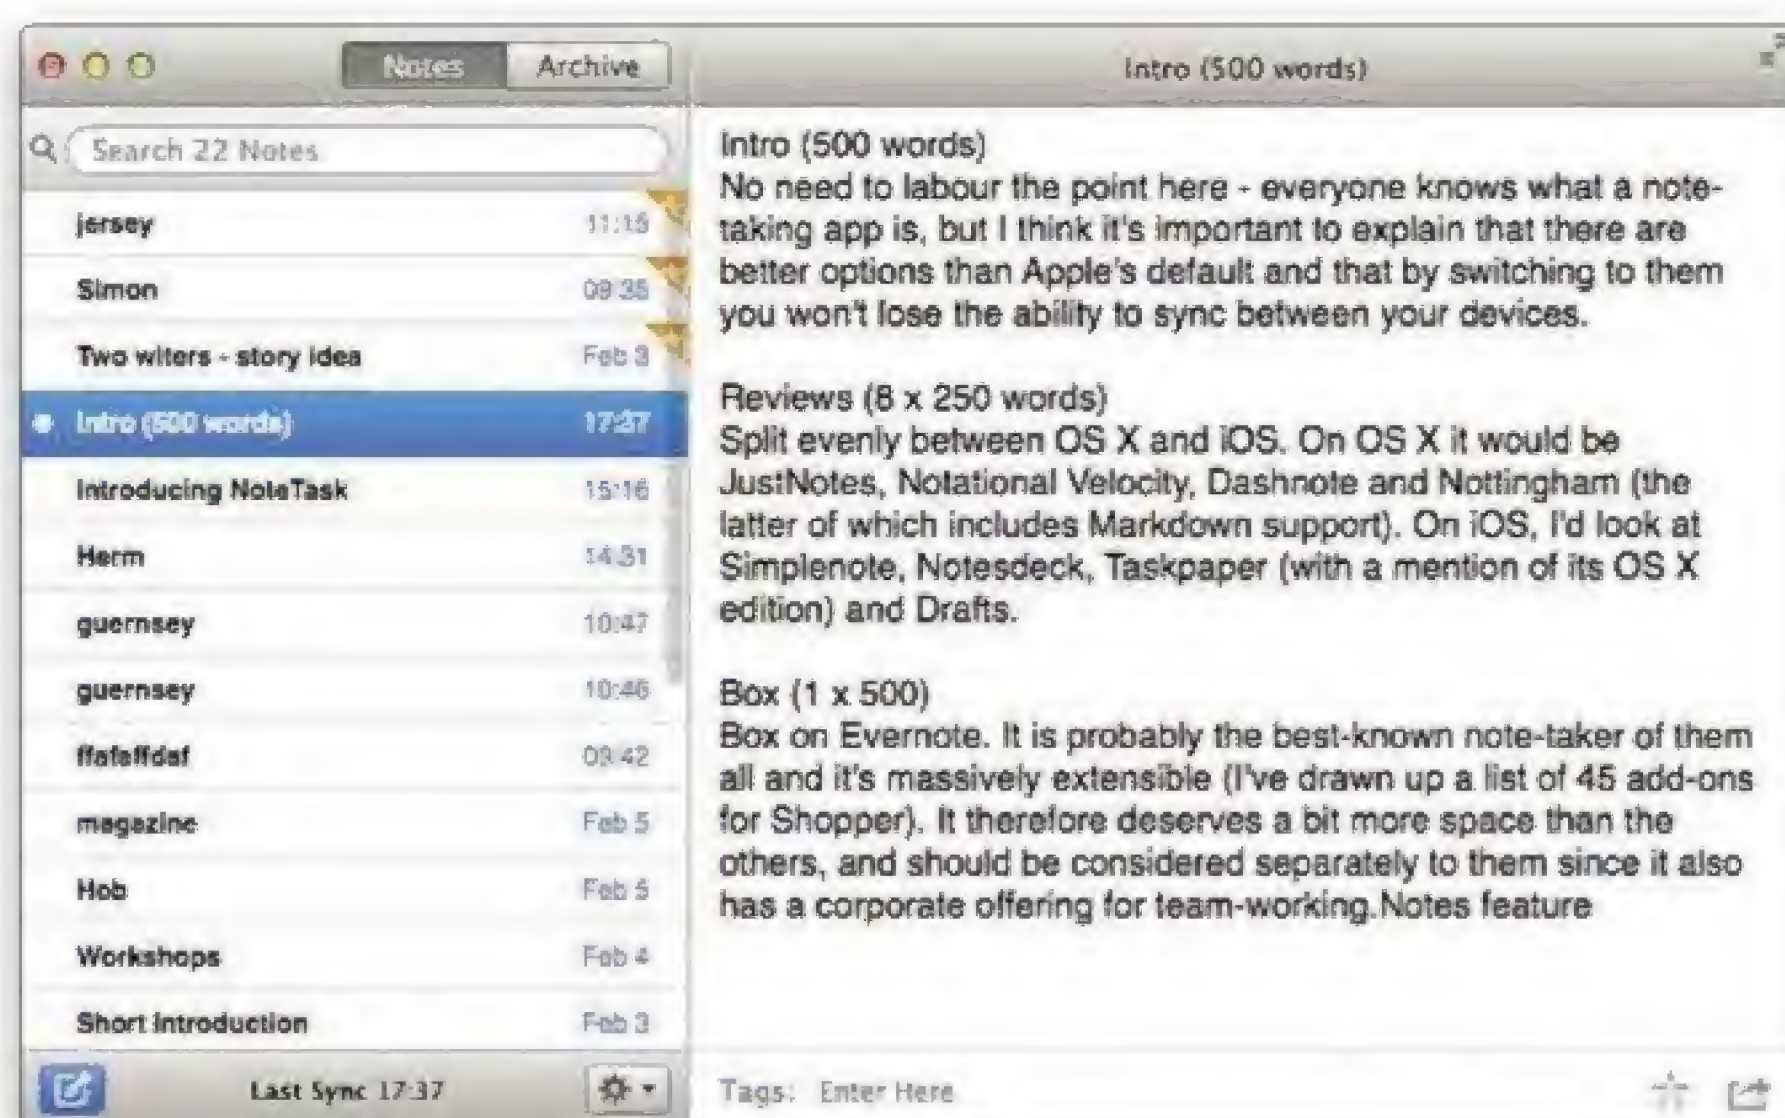 Notes Archive
Intro (500 words)
Search 22 Notes
jersey 11:15
Simon 09:35
Two witers - story idea Feb 3
Intro (500 words) 17:37
Introducing NoteTask 15:16
Herm 14:31
guernsey 10:47
guernsey 10:46
09:42
magazine Feb 5
Hob Feb 5
Workshops Feb 4
Short Introduction Feb 3
Last Sync 17:37
Intro (500 words)
No need to labour the point here - everyone knows what a note-
taking app is, but I think it's important to explain that there are
better options than Apple's default and that by switching to them
you won't lose the ability to sync between your devices.
Reviews (8 x 250 words)
Split evenly between OS X and iOS. On OS X it would be
JustNotes, Notational Velocity, Dashnote and Nottingham (the
latter of which includes Markdown support). On iOS, I'd look at
Simplenote, Notesdeck, Taskpaper (with a mention of its OS X
edition) and Drafts.
Box (1 x 500)
Box on Evernote. It is probably the best-known note-taker of them
all and it's massively extensible (I've drawn up a list of 45 add-ons
for Shopper). It therefore deserves a bit more space than the
others, and should be considered separately to them since it also
has a corporate offering for team-working.Notes feature
Tags: Enter Here